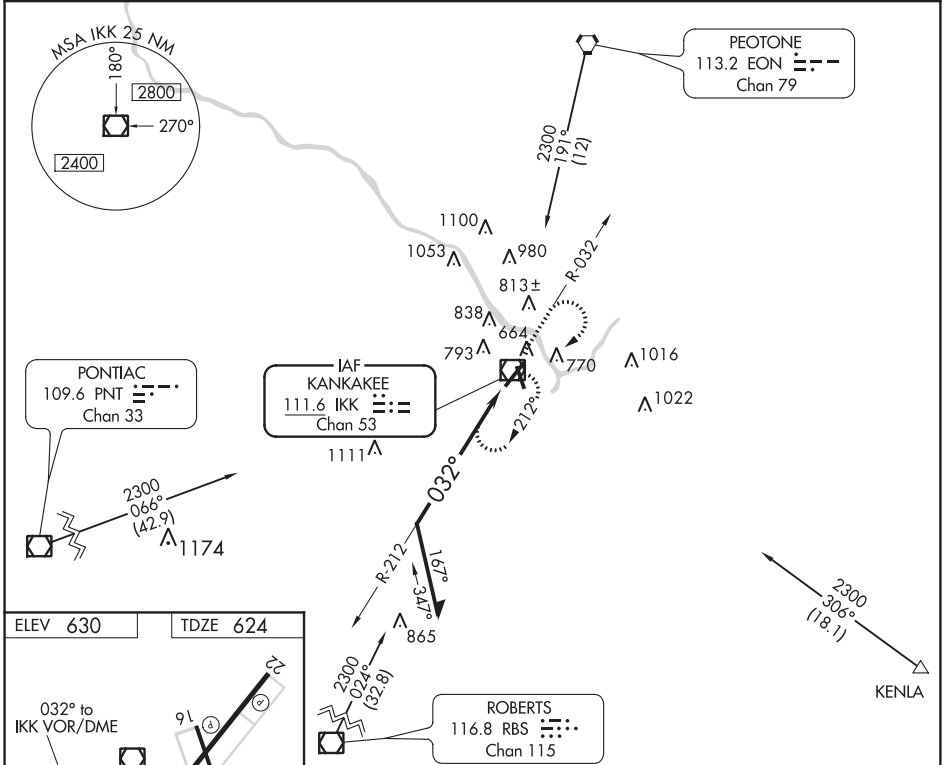 MSA IKK 25 NM
180°
2800
270°
2400
PEOTONE
113.2 EON
Chan 79
2300
191°
(12)
R-032
1100
1053
980
813±
838
664
793
770
1016
1022
IAF
KANKAKEE
111.6 IKK
Chan 53
212°
1111
PONTIAC
109.6 PNT
Chan 33
2300
066°
(42.9)
1174
032°
R-212
167°
347°
865
2300
024°
(32.8)
2300
306°
(18.1)
KENLA
ROBERTS
116.8 RBS
Chan 115
ELEV 630
TDZE 624
22
P
16
P
032° to
IKK VOR/DME